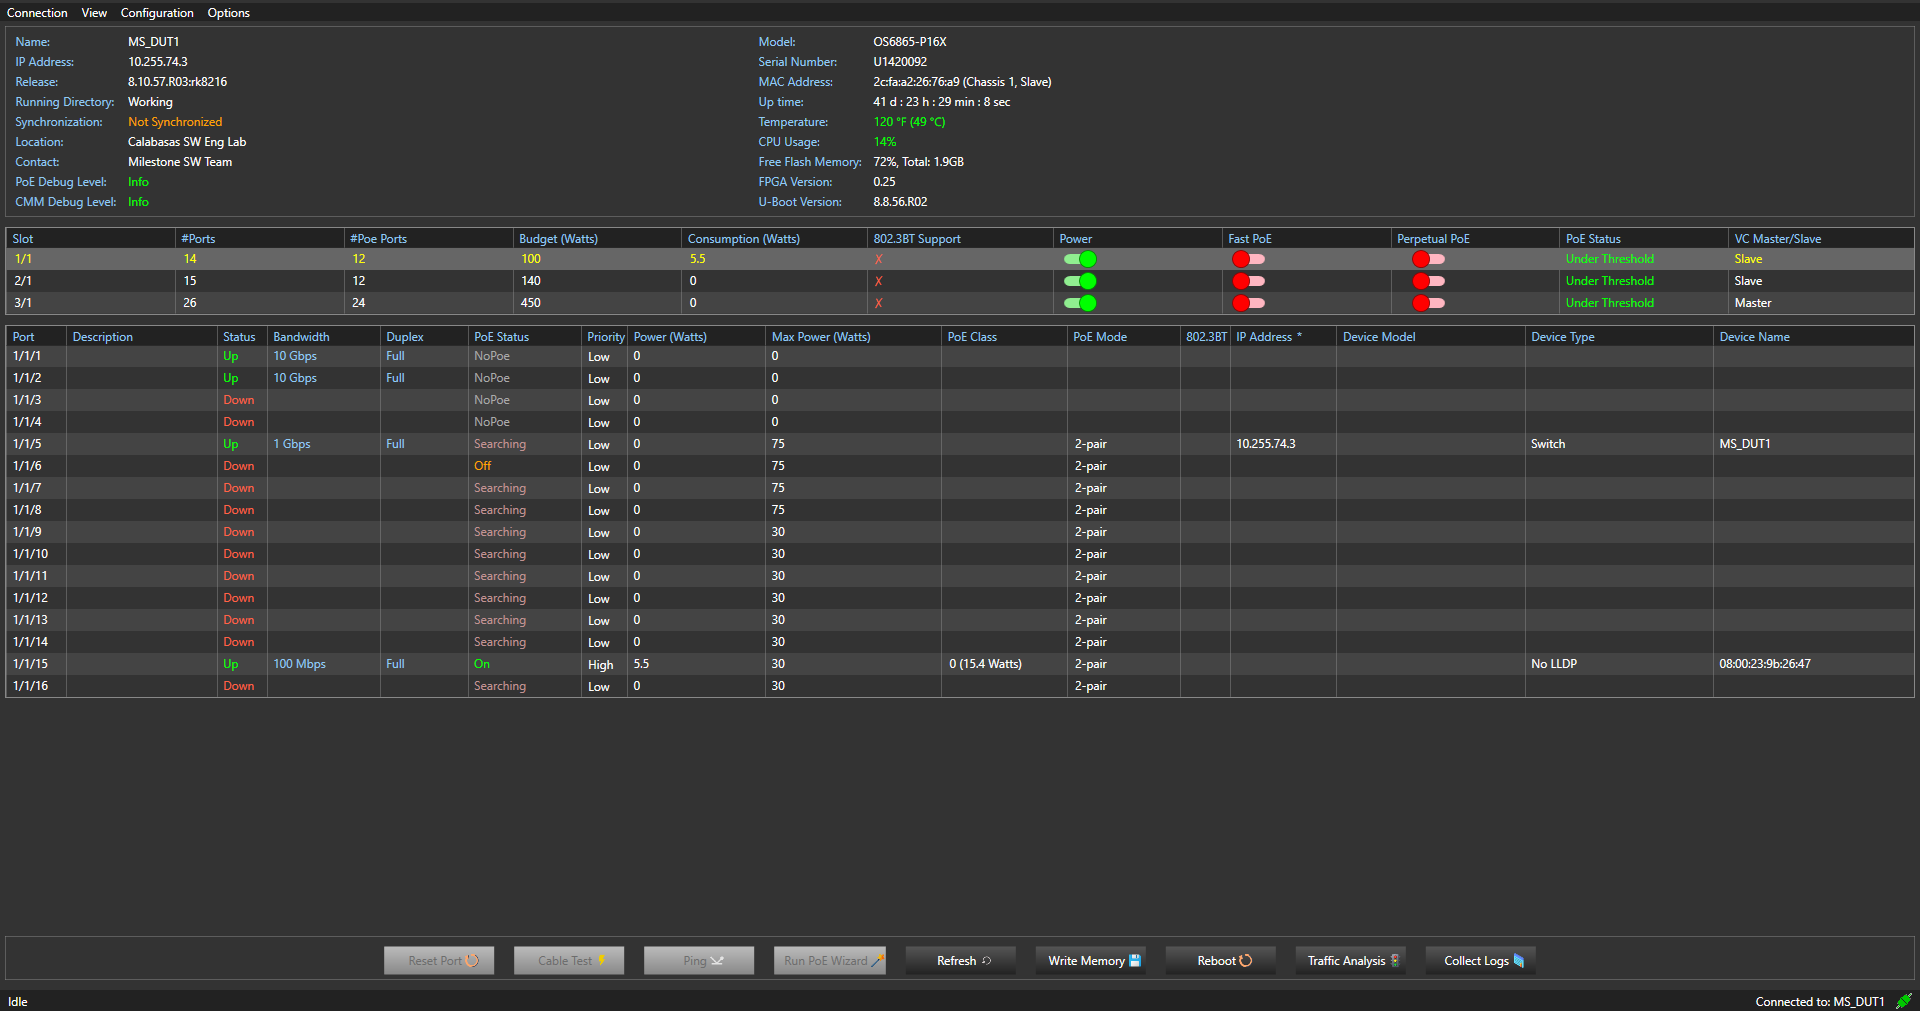 Connection View Configuration Options
Name: MS_DUT1 Model: OS6865-P16X
IP Address: 10.255.74.3 Serial Number: U1420092
Release: 8.10.57.R03:rk8216 MAC Address: 2c:fa:a2:26:76:a9 (Chassis 1, Slave)
Running Directory: Working Up time: 41 d : 23 h : 29 min : 8 sec
Synchronization: Not Synchronized Temperature: 120 °F (49 °C)
Location: Calabasas SW Eng Lab CPU Usage: 14%
Contact: Milestone SW Team Free Flash Memory: 72%, Total: 1.9GB
PoE Debug Level: Info FPGA Version: 0.25
CMM Debug Level: Info U-Boot Version: 8.8.56.R02
Slot #Ports #Poe Ports Budget (Watts) Consumption (Watts) 802.3BT Support Power Fast PoE Perpetual PoE PoE Status VC Master/Slave
1/1 14 12 100 5.5 ✗ Under Threshold Slave
2/1 15 12 140 0 ✗ Under Threshold Slave
3/1 26 24 450 0 ✗ Under Threshold Master
Port Description Status Bandwidth Duplex PoE Status Priority Power (Watts) Max Power (Watts) PoE Class PoE Mode 802.3BT IP Address * Device Model Device Type Device Name
1/1/1 Up 10 Gbps Full NoPoe Low 0 0
1/1/2 Up 10 Gbps Full NoPoe Low 0 0
1/1/3 Down NoPoe Low 0 0
1/1/4 Down NoPoe Low 0 0
1/1/5 Up 1 Gbps Full Searching Low 0 75 2-pair 10.255.74.3 Switch MS_DUT1
1/1/6 Down Off Low 0 75 2-pair
1/1/7 Down Searching Low 0 75 2-pair
1/1/8 Down Searching Low 0 75 2-pair
1/1/9 Down Searching Low 0 30 2-pair
1/1/10 Down Searching Low 0 30 2-pair
1/1/11 Down Searching Low 0 30 2-pair
1/1/12 Down Searching Low 0 30 2-pair
1/1/13 Down Searching Low 0 30 2-pair
1/1/14 Down Searching Low 0 30 2-pair
1/1/15 Up 100 Mbps Full On High 5.5 30 0 (15.4 Watts) 2-pair No LLDP 08:00:23:9b:26:47
1/1/16 Down Searching Low 0 30 2-pair
Reset Port Cable Test Ping Run PoE Wizard Refresh Write Memory Reboot Traffic Analysis Collect Logs
Idle Connected to: MS_DUT1